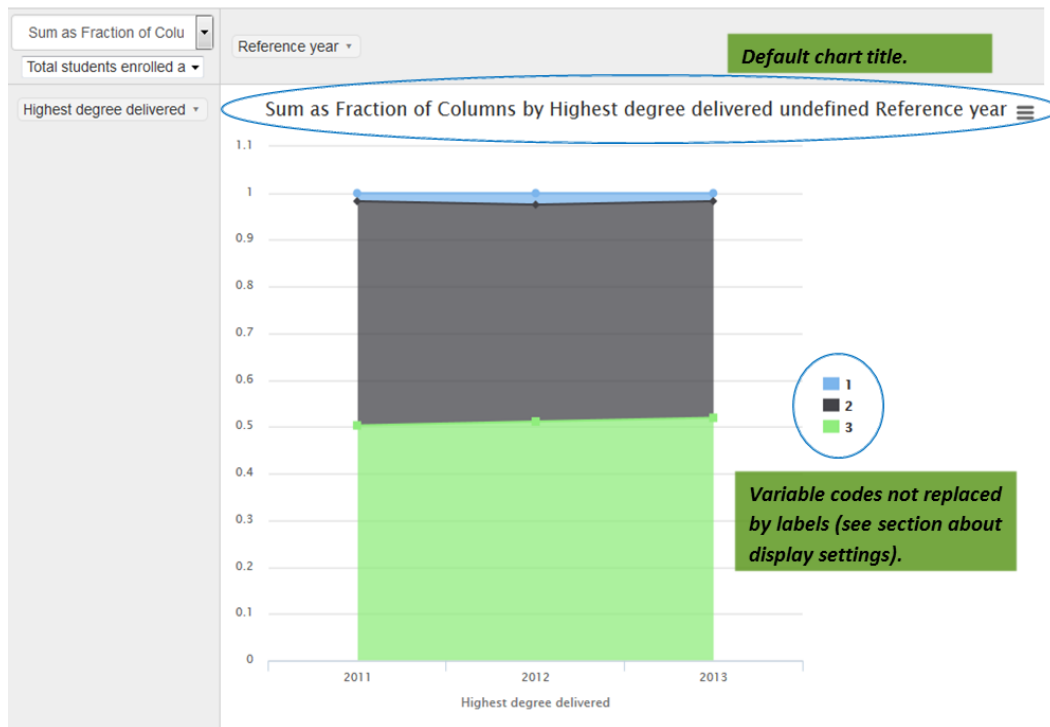 Sum as Fraction of Colu
Total students enrolled a
Reference year
Default chart title.
Highest degree delivered
Sum as Fraction of Columns by Highest degree delivered undefined Reference year
1.1
1
0.9
0.8
0.7
0.6
0.5
0.4
0.3
0.2
0.1
0
1
2
3
Variable codes not replaced
by labels (see section about
display settings).
2011
2012
2013
Highest degree delivered